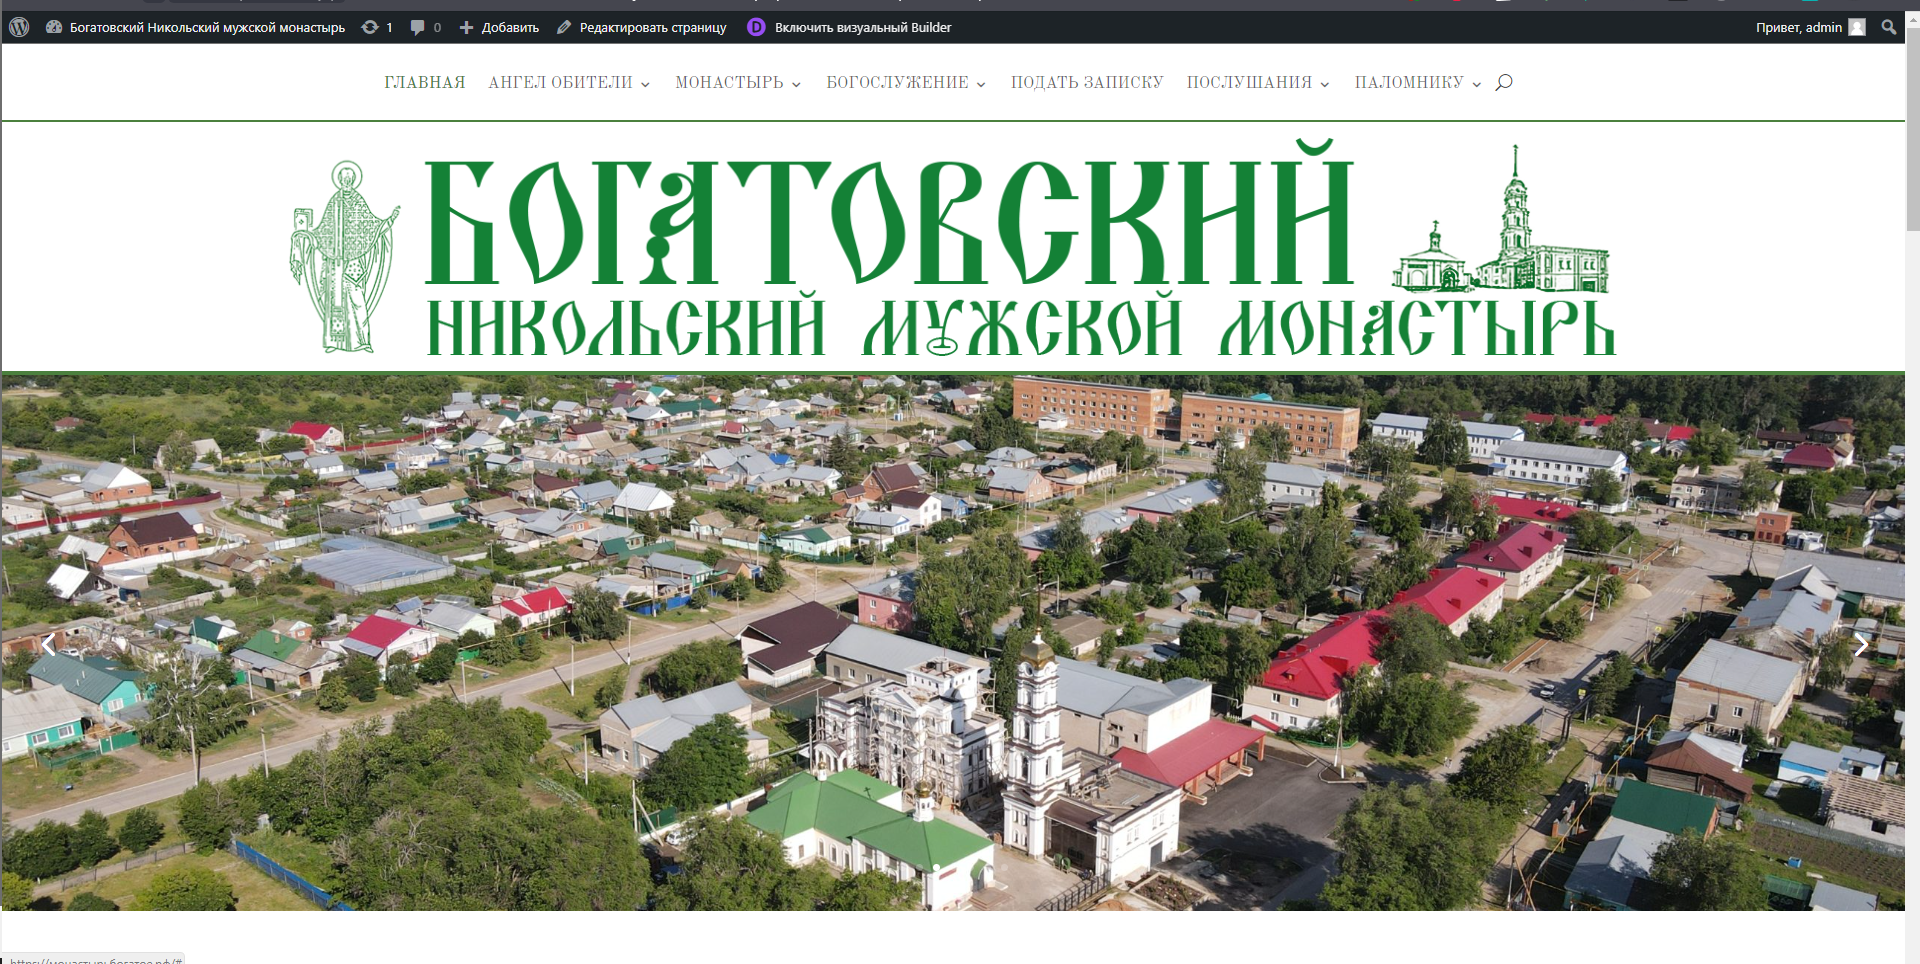 Богатовский Никольский мужской монастырь 1 0 Добавить Редактировать страницу Включить визуальный Builder Привет, admin
ГЛАВНАЯ АНГЕЛ ОБИТЕЛИ МОНАСТЫРЬ БОГОСЛУЖЕНИЕ ПОДАТЬ ЗАПИСКУ ПОСЛУШАНИЯ ПАЛОМНИКУ
БОГАТОВСКИЙ
НИКОЛЬСКИЙ МУЖСКОЙ МОНАСТЫРЬ